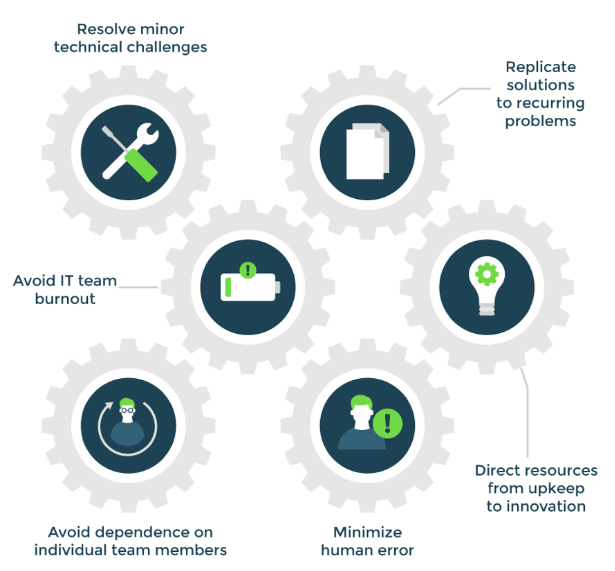 Resolve minor
technical challenges
Replicate
solutions
to recurring
problems
Avoid IT team
burnout
Direct resources
from upkeep
to innovation
Avoid dependence on
individual team members
Minimize
human error